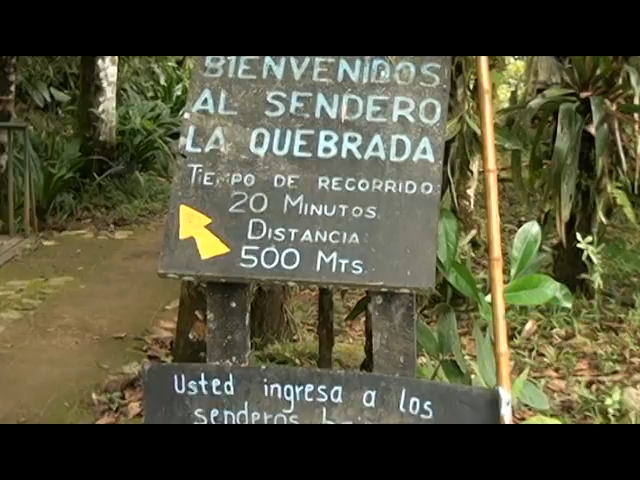 BIENVENIDOS
AL SENDERO
LA QUEBRADA
TIEMPO DE RECORRIDO:
20 MINUTOS
DISTANCIA:
500 MTS.
Usted ingresa a los
senderos